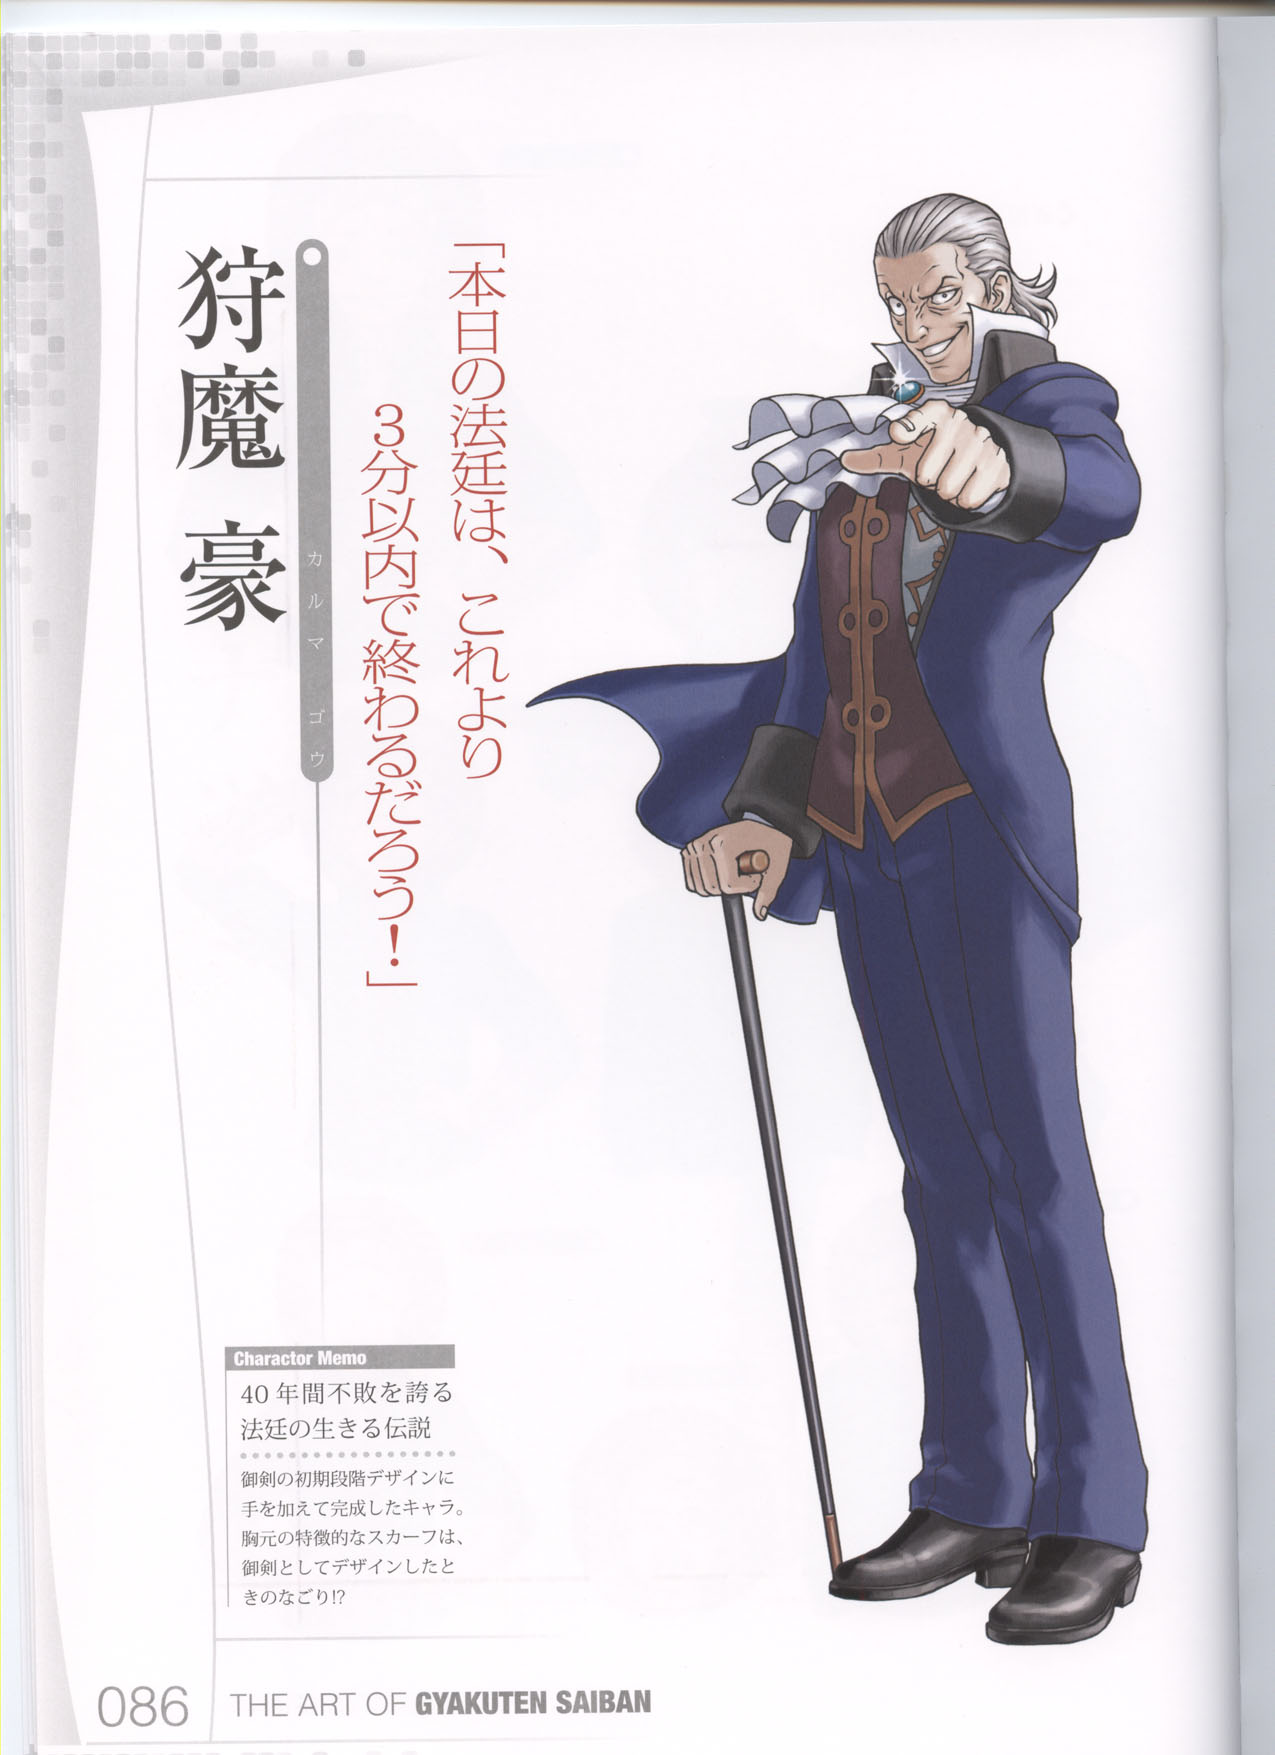 「本日の法廷は、これより
3分以内で終わるだろう！」
狩魔 豪
カルマ ゴウ
Charactor Memo
40年間不敗を誇る
法廷の生きる伝説
御剣の初期段階デザインに
手を加えて完成したキャラ。
胸元の特徴的なスカーフは、
御剣としてデザインしたと
きのなごり!?
086 THE ART OF GYAKUTEN SAIBAN